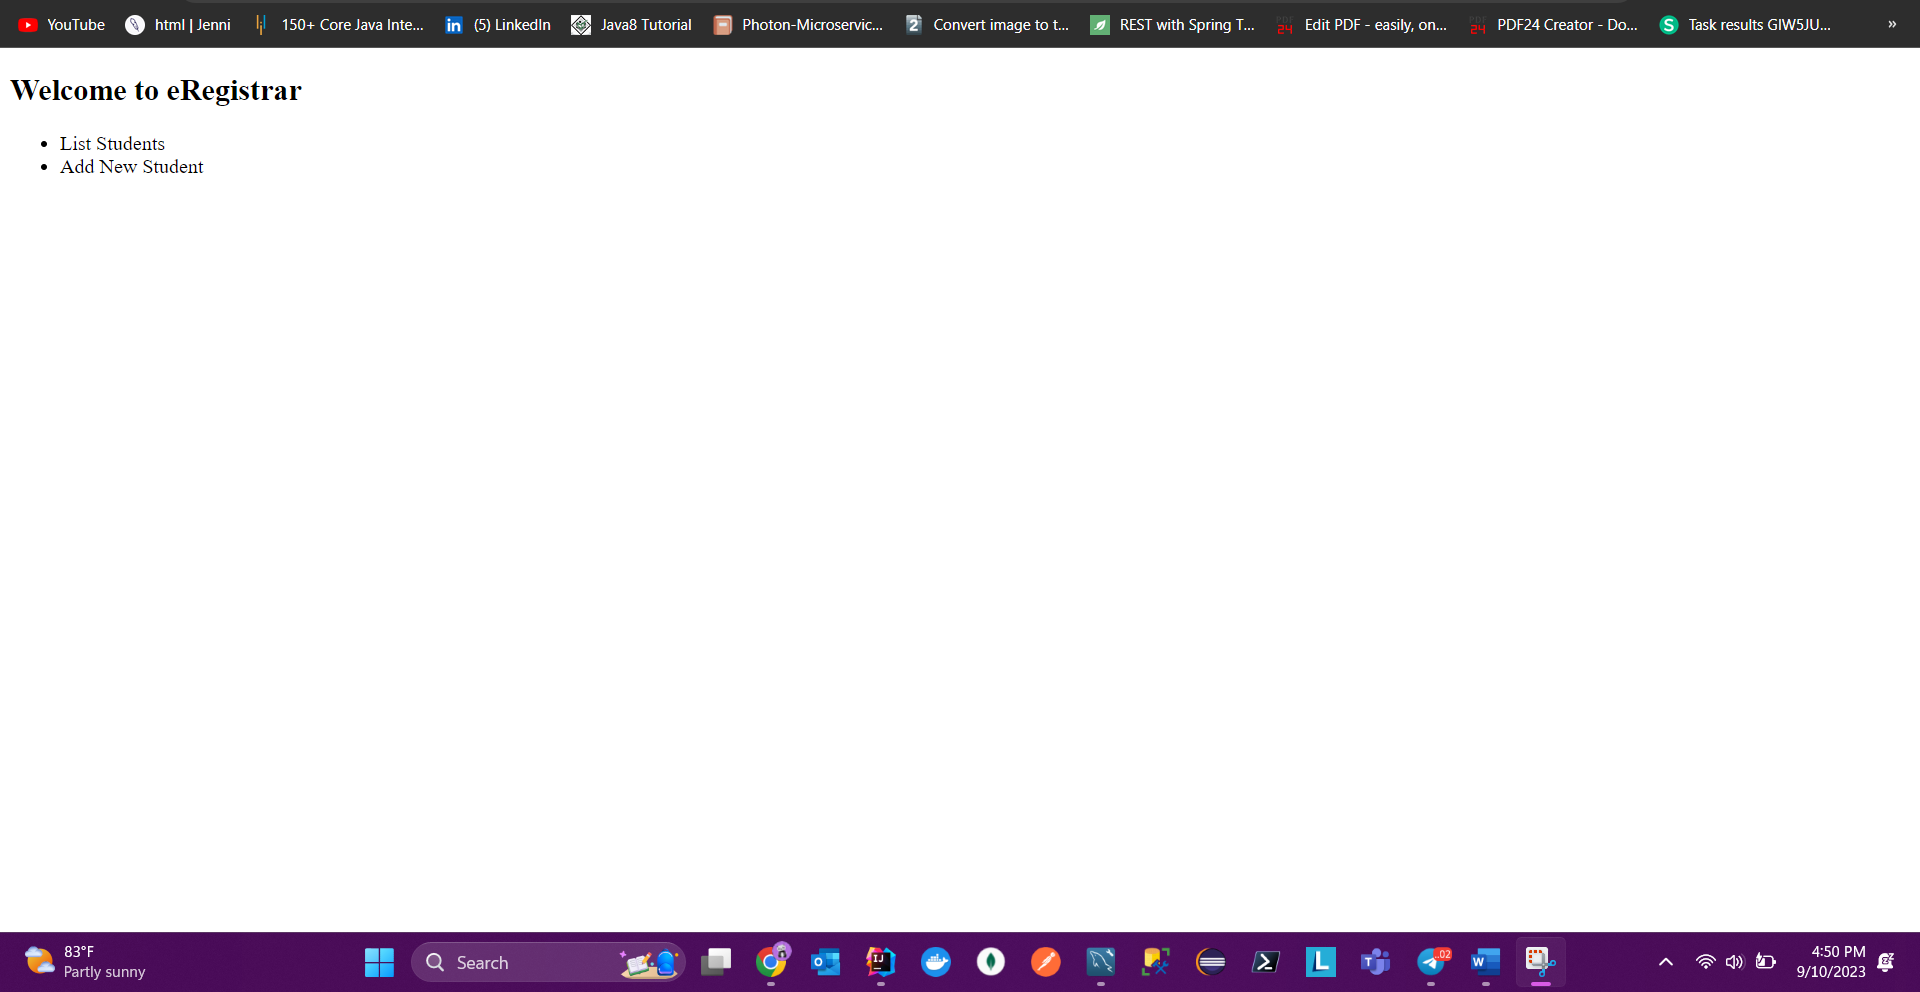 YouTube html | Jenni 150+ Core Java Inte... (5) LinkedIn Java8 Tutorial Photon-Microservic... Convert image to t... REST with Spring T... Edit PDF - easily, on... PDF24 Creator - Do... Task results GIW5JU... »
Welcome to eRegistrar
List Students
Add New Student
83°F
Partly sunny
Search
..02
4:50 PM
9/10/2023